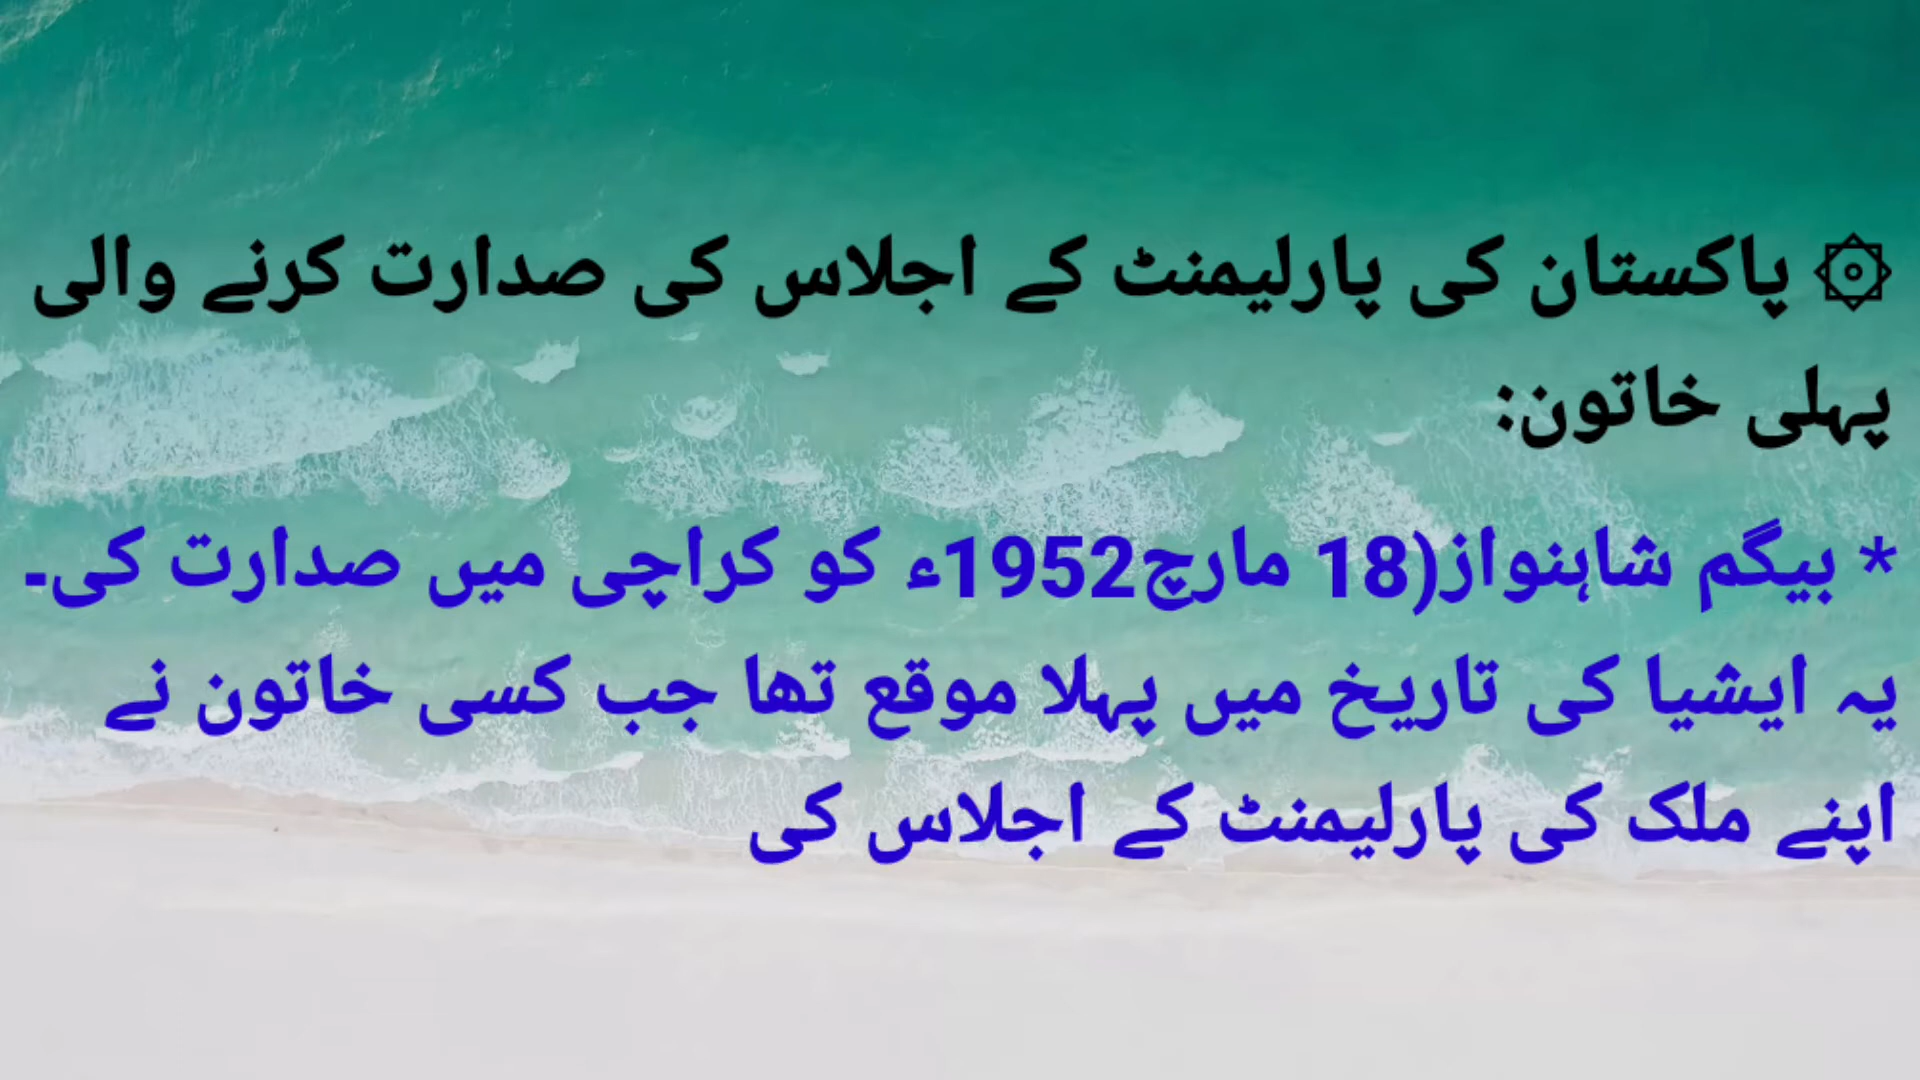 ۞ پاکستان کی پارلیمنٹ کے اجلاس کی صدارت کرنے والی
پہلی خاتون:
* بیگم شاہنواز(18 مارچ1952ء کو کراچی میں صدارت کی۔
یہ ایشیا کی تاریخ میں پہلا موقع تھا جب کسی خاتون نے
اپنے ملک کی پارلیمنٹ کے اجلاس کی